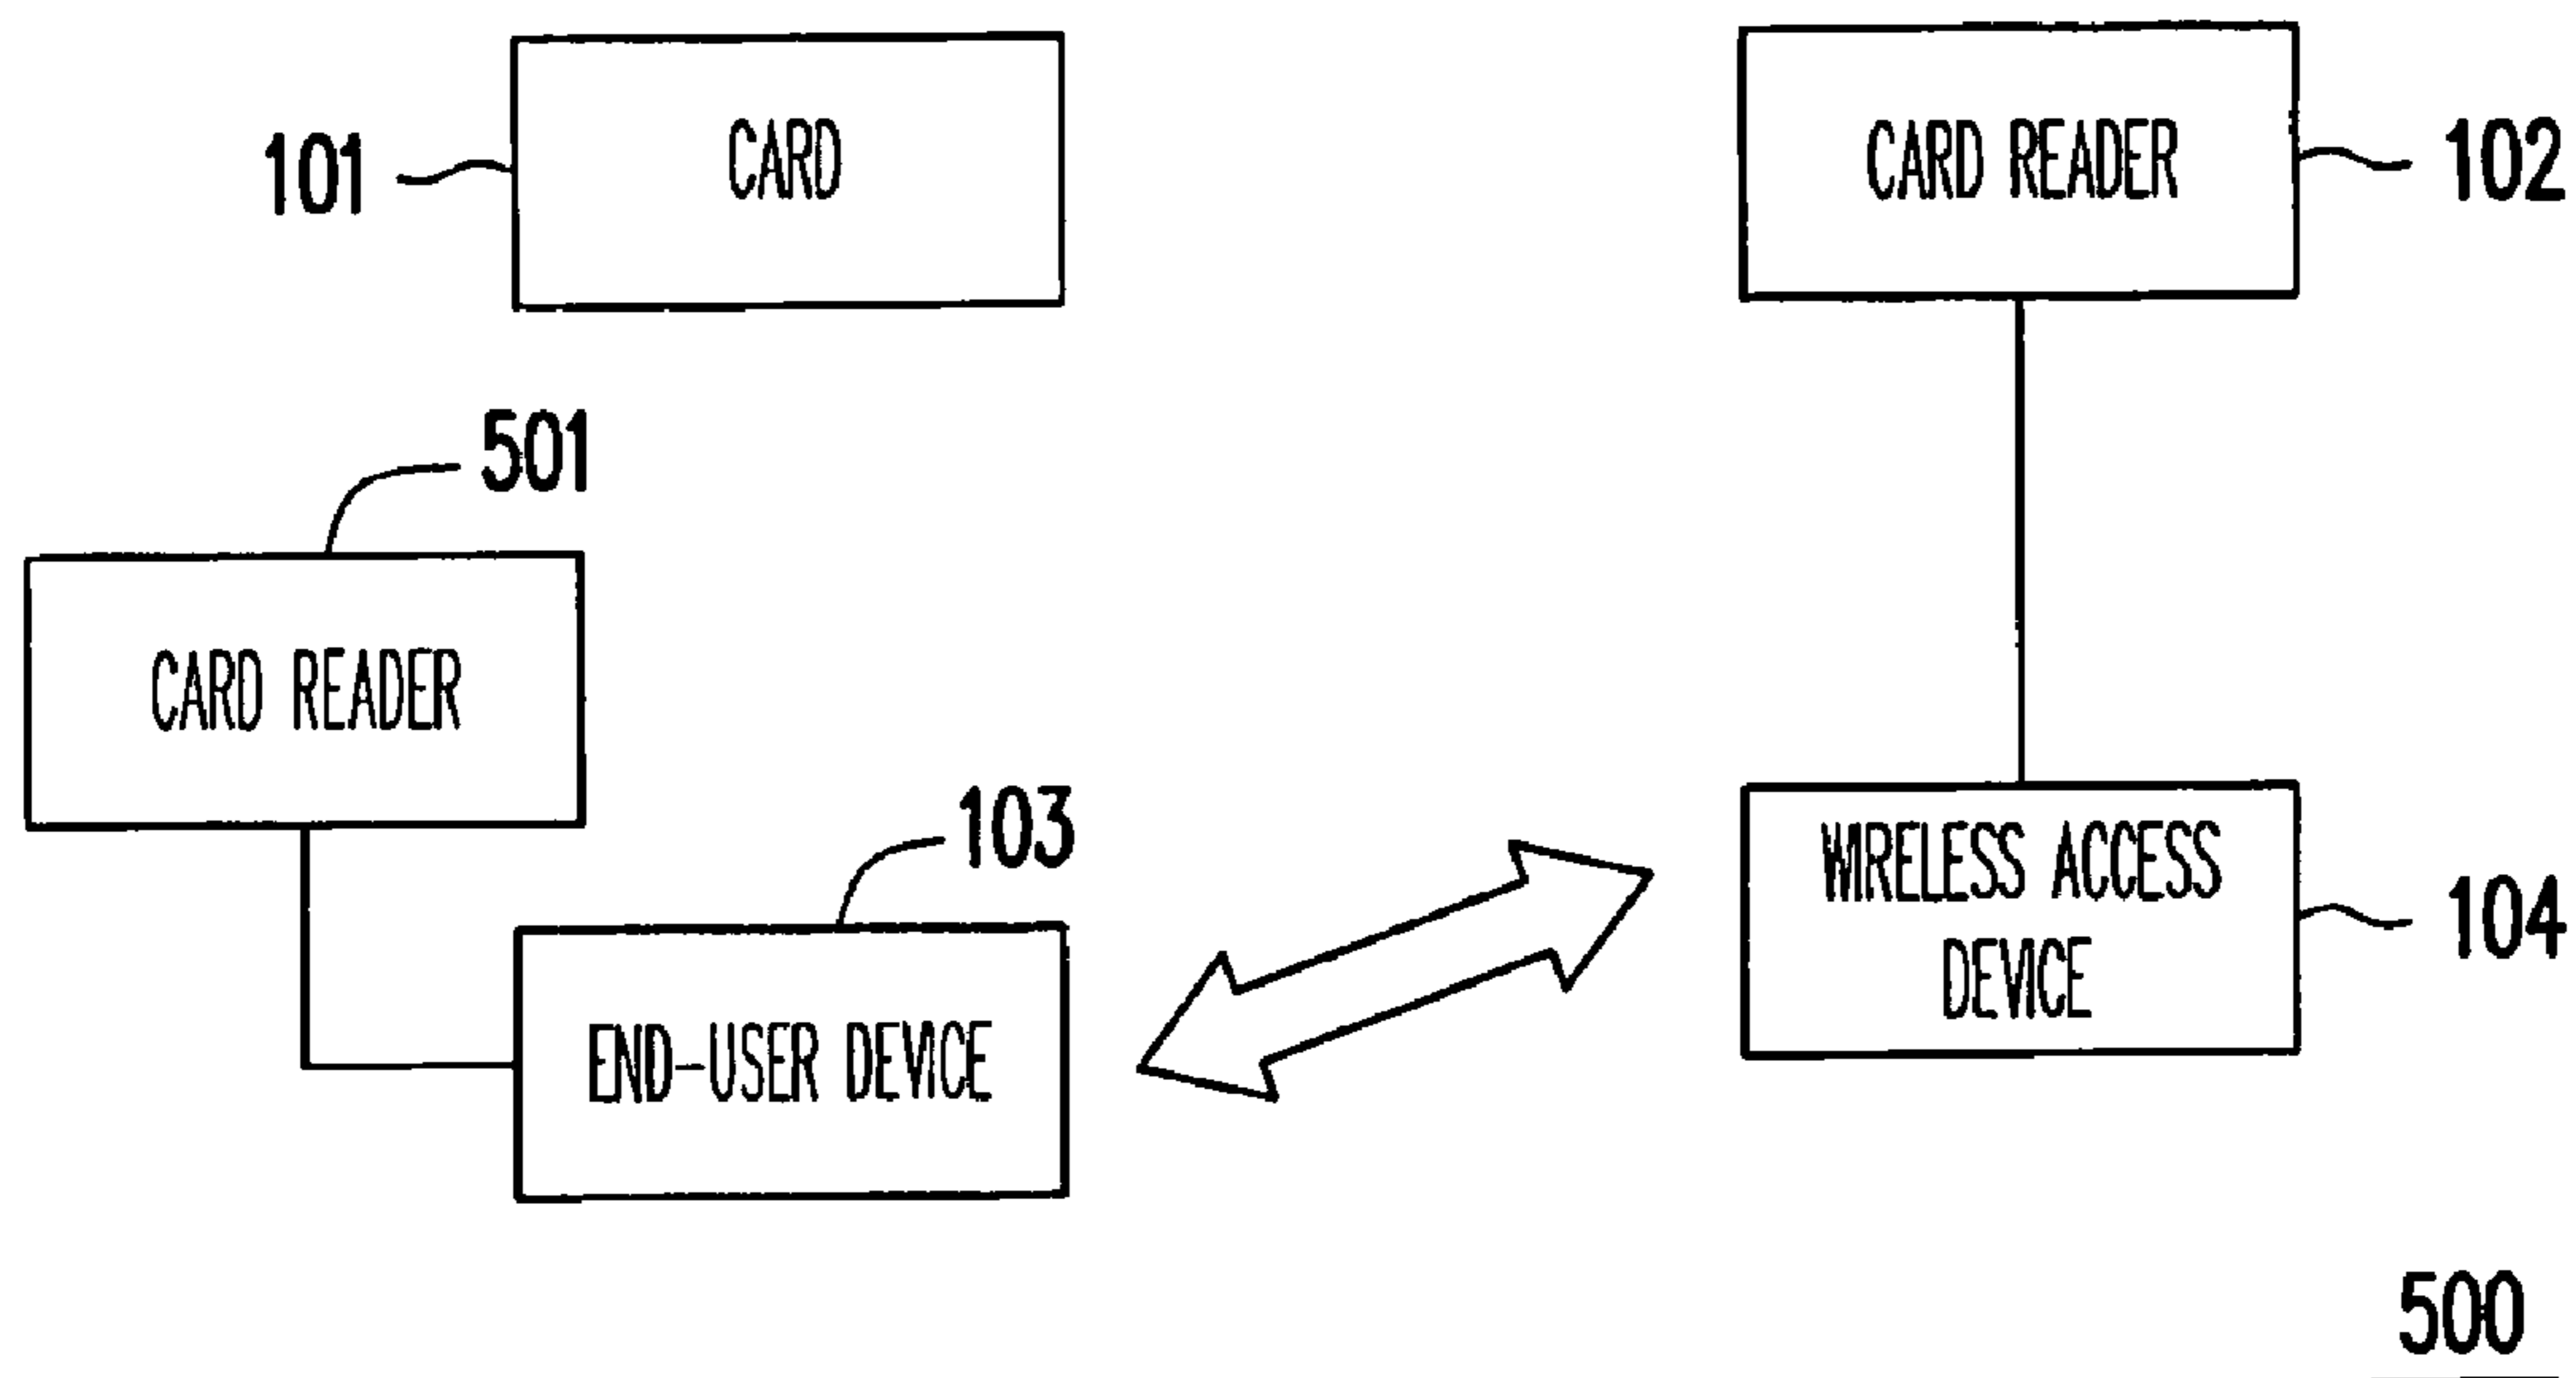 101
CARD
CARD READER
102
501
CARD READER
103
END-USER DEVICE
WIRELESS ACCESS
DEVICE
104
500